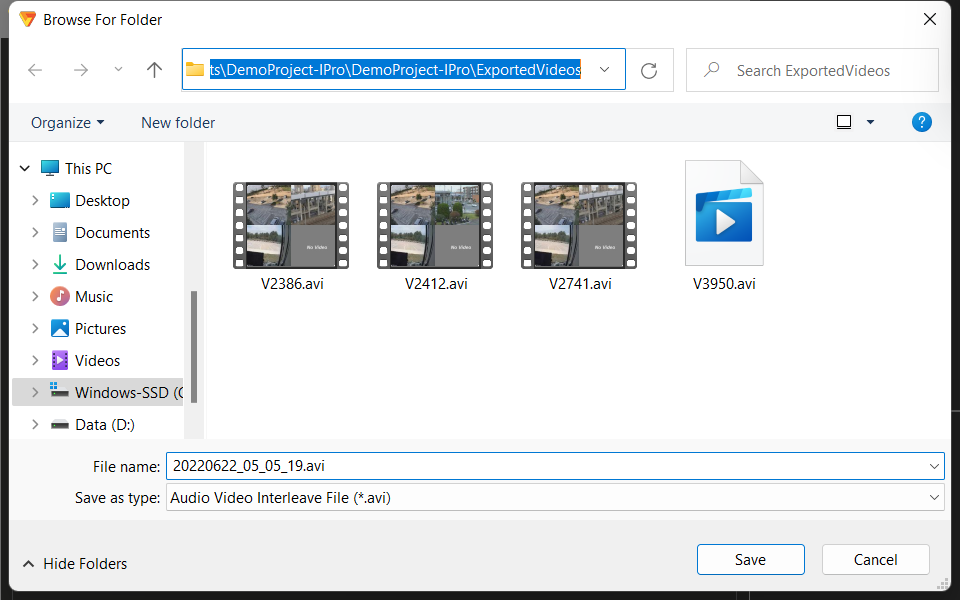 Browse For Folder
ts\DemoProject-IPro\DemoProject-IPro\ExportedVideos
Search ExportedVideos
Organize
New folder
?
This PC
Desktop
Documents
Downloads
Music
Pictures
Videos
Windows-SSD (C
Data (D:)
No Video
No Video
No Video
V2386.avi
V2412.avi
V2741.avi
V3950.avi
File name: 20220622_05_05_19.avi
Save as type: Audio Video Interleave File (*.avi)
Hide Folders
Save
Cancel